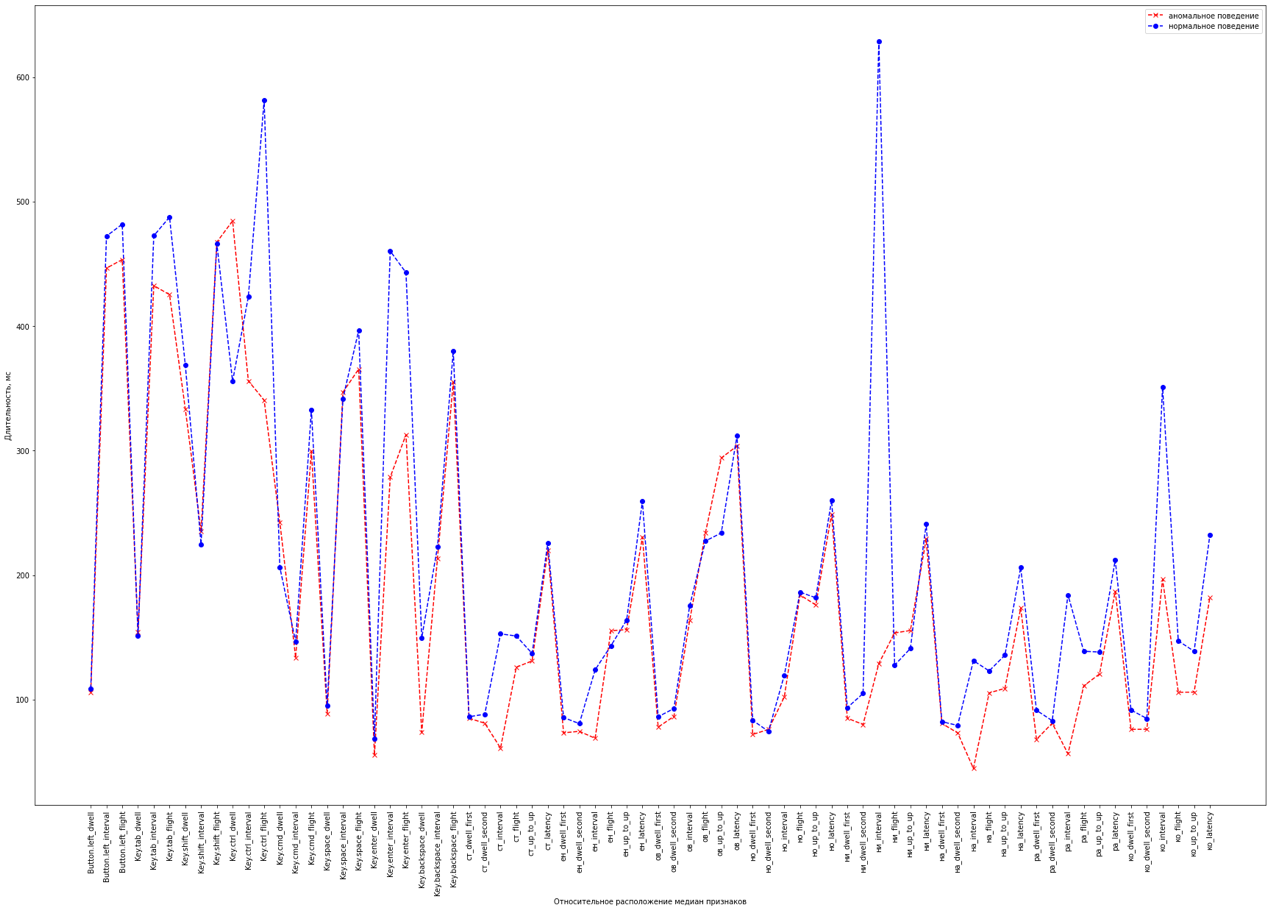 аномальное поведение
нормальное поведение
600
500
400
300
200
100
Длительность, мс
Button.left_dwell
Button.left_interval
Button.left_flight
Key.tab_dwell
Key.tab_interval
Key.tab_flight
Key.shift_dwell
Key.shift_interval
Key.shift_flight
Key.ctrl_dwell
Key.ctrl_interval
Key.ctrl_flight
Key.cmd_dwell
Key.cmd_interval
Key.cmd_flight
Key.space_dwell
Key.space_interval
Key.space_flight
Key.enter_dwell
Key.enter_interval
Key.enter_flight
Key.backspace_dwell
Key.backspace_interval
Key.backspace_flight
ст_dwell_first
ст_dwell_second
ст_interval
ст_flight
ст_up_to_up
ст_latency
ен_dwell_first
ен_dwell_second
ен_interval
ен_flight
ен_up_to_up
ен_latency
ов_dwell_first
ов_dwell_second
ов_interval
ов_flight
ов_up_to_up
ов_latency
но_dwell_first
но_dwell_second
но_interval
но_flight
но_up_to_up
но_latency
ни_dwell_first
ни_dwell_second
ни_interval
ни_flight
ни_up_to_up
ни_latency
на_dwell_first
на_dwell_second
на_interval
на_flight
на_up_to_up
на_latency
ра_dwell_first
ра_dwell_second
ра_interval
ра_flight
ра_up_to_up
ра_latency
ко_dwell_first
ко_dwell_second
ко_interval
ко_flight
ко_up_to_up
ко_latency
Относительное расположение медиан признаков